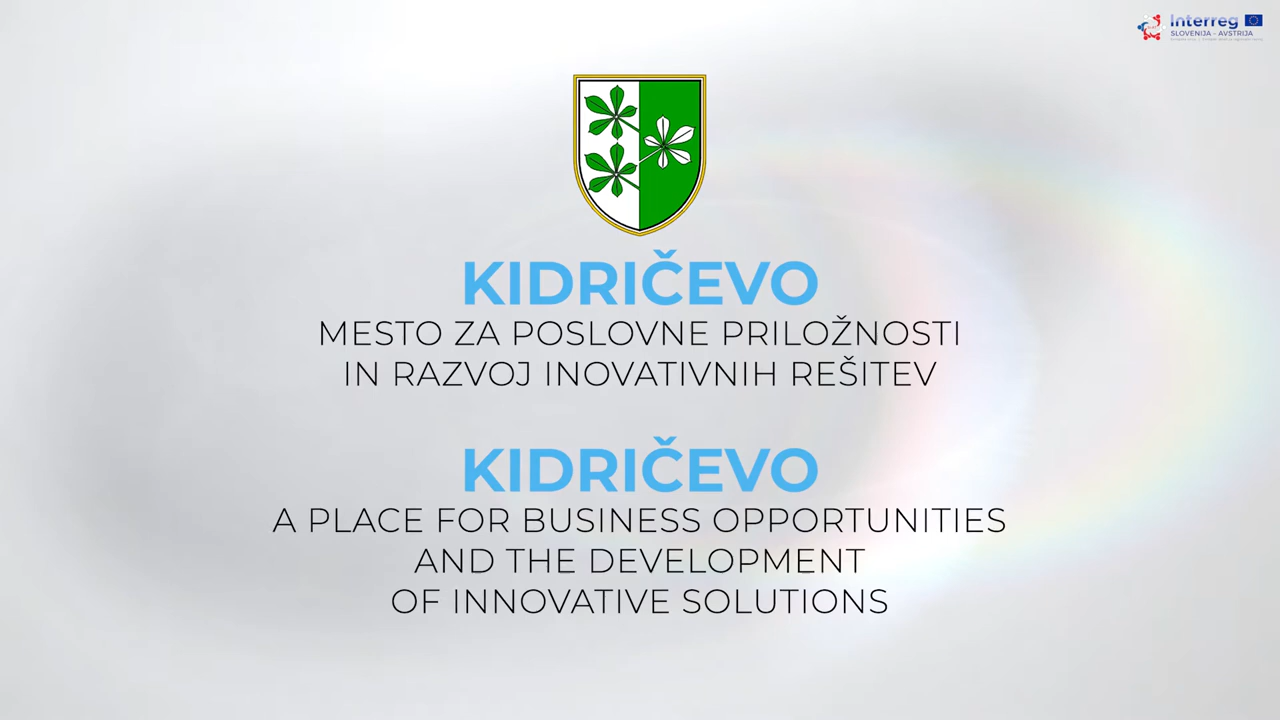 Interreg
SLOVENIJA – AVSTRIJA
KIDRIČEVO
MESTO ZA POSLOVNE PRILOŽNOSTI
IN RAZVOJ INOVATIVNIH REŠITEV
KIDRIČEVO
A PLACE FOR BUSINESS OPPORTUNITIES
AND THE DEVELOPMENT
OF INNOVATIVE SOLUTIONS